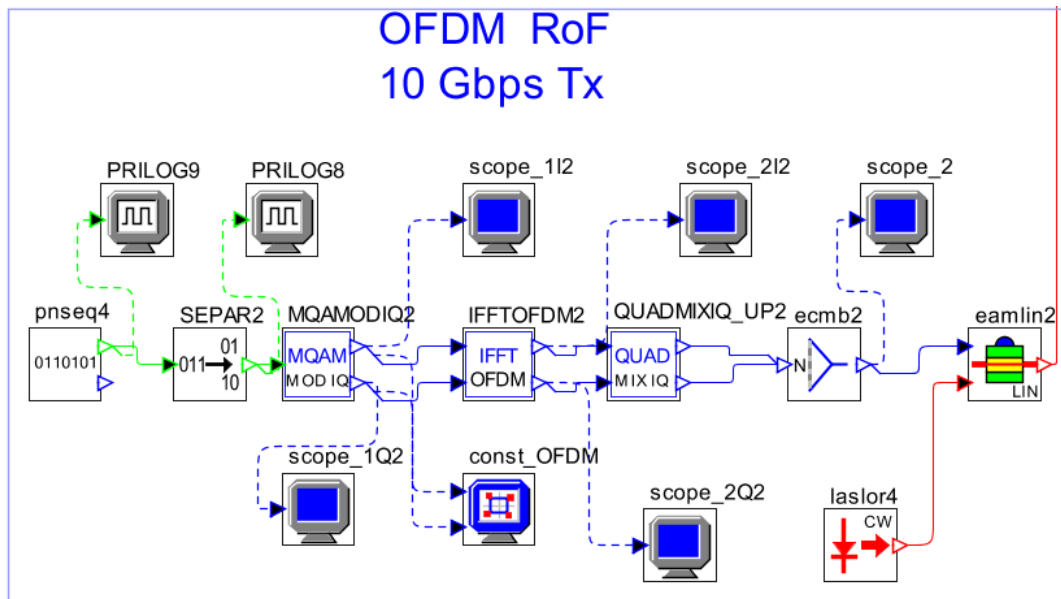 OFDM RoF
10 Gbps Tx
PRILOG9
PRILOG8
scope_1I2
scope_2I2
scope_2
pnseq4
0110101
SEPAR2
01
011
10
MQAMODIQ2
MQAM
MOD IQ
IFFTOFDM2
IFFT
OFDM
QUADMIXIQ_UP2
QUAD
MIX IQ
ecmb2
N
eamlin2
LIN
scope_1Q2
const_OFDM
scope_2Q2
laslor4
CW